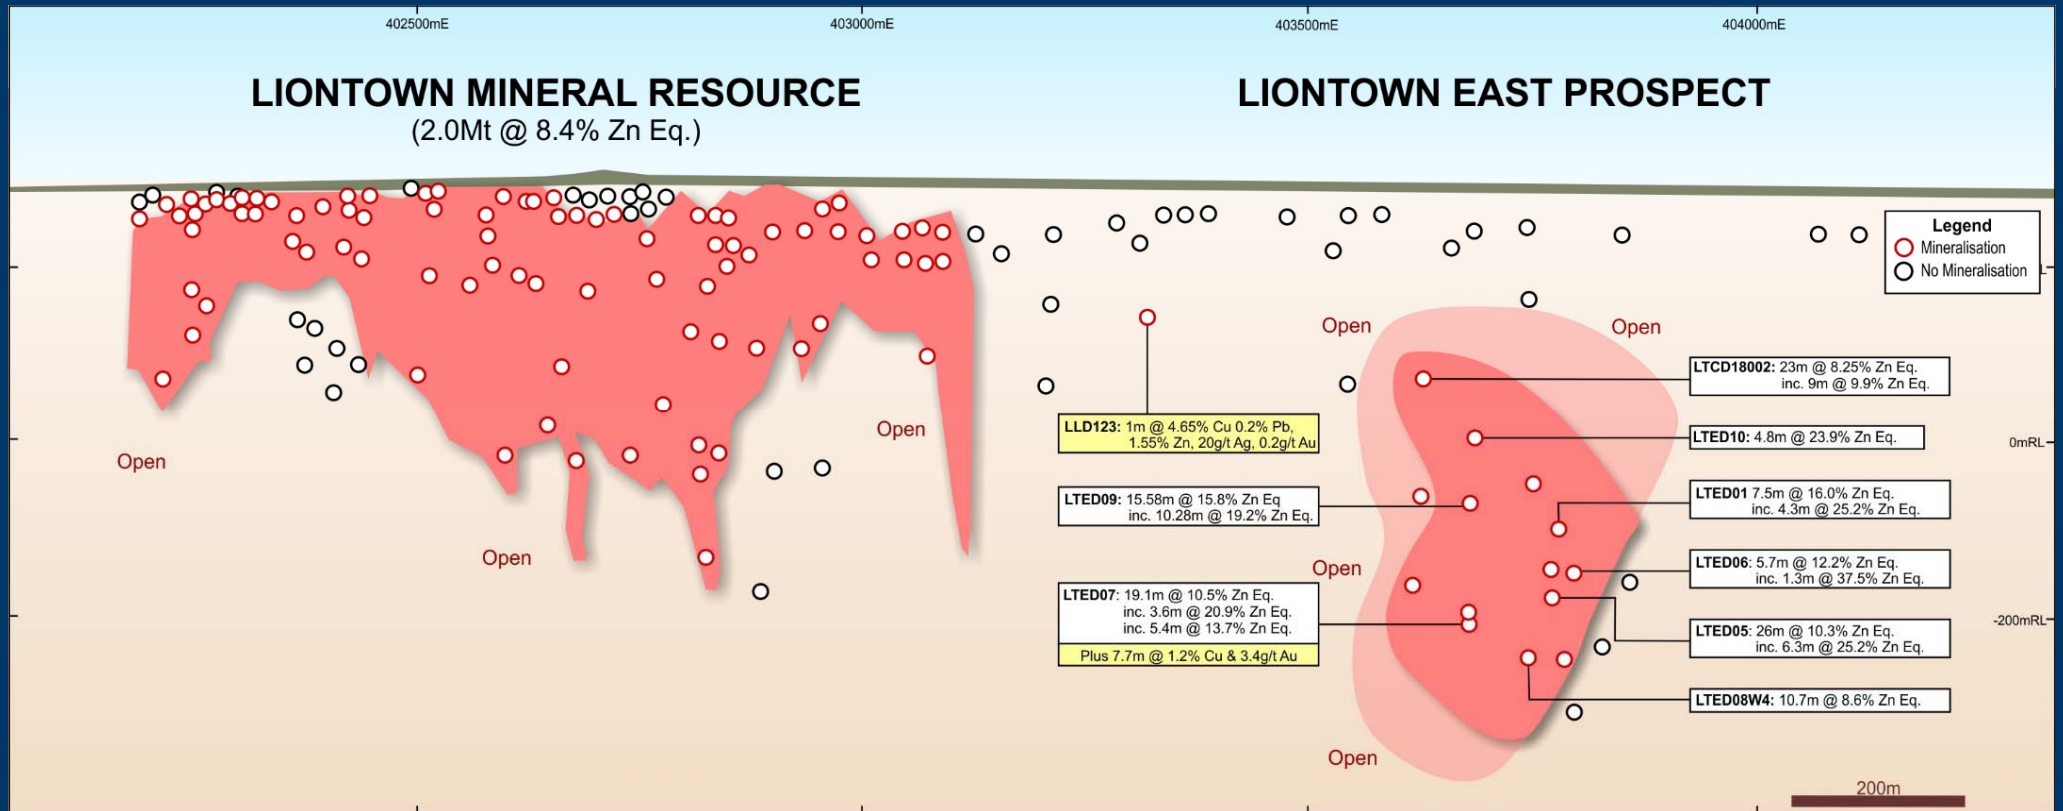 402500mE
403000mE
403500mE
404000mE
LIONTOWN MINERAL RESOURCE
(2.0Mt @ 8.4% Zn Eq.)
LIONTOWN EAST PROSPECT
Legend
Mineralisation
No Mineralisation
Open
Open
Open
Open
Open
Open
Open
LTCD18002: 23m @ 8.25% Zn Eq.
inc. 9m @ 9.9% Zn Eq.
LLD123: 1m @ 4.65% Cu 0.2% Pb,
1.55% Zn, 20g/t Ag, 0.2g/t Au
LTED10: 4.8m @ 23.9% Zn Eq.
0mRL
LTED09: 15.58m @ 15.8% Zn Eq
inc. 10.28m @ 19.2% Zn Eq.
LTED01 7.5m @ 16.0% Zn Eq.
inc. 4.3m @ 25.2% Zn Eq.
LTED06: 5.7m @ 12.2% Zn Eq.
inc. 1.3m @ 37.5% Zn Eq.
LTED07: 19.1m @ 10.5% Zn Eq.
inc. 3.6m @ 20.9% Zn Eq.
inc. 5.4m @ 13.7% Zn Eq.
Plus 7.7m @ 1.2% Cu & 3.4g/t Au
-200mRL
LTED05: 26m @ 10.3% Zn Eq.
inc. 6.3m @ 25.2% Zn Eq.
LTED08W4: 10.7m @ 8.6% Zn Eq.
Open
200m